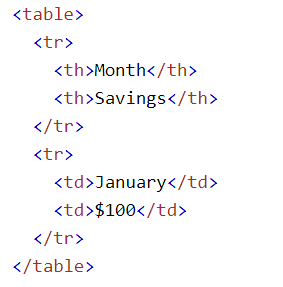 <table>
<tr>
<th>Month</th>
<th>Savings</th>
</tr>
<tr>
<td>January</td>
<td>$100</td>
</tr>
</table>